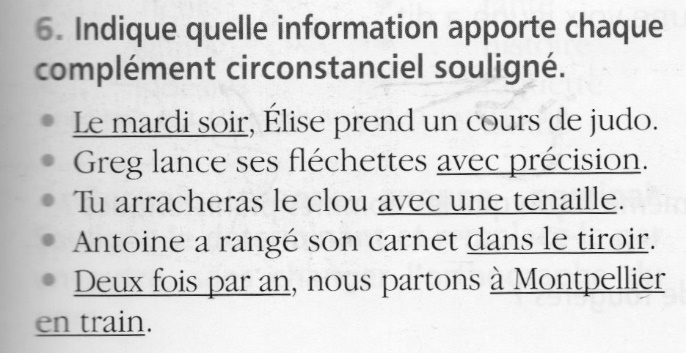 6. Indique quelle information apporte chaque
complément circonstanciel souligné.
• Le mardi soir, Élise prend un cours de judo.
• Greg lance ses fléchettes avec précision.
• Tu arracheras le clou avec une tenaille.
• Antoine a rangé son carnet dans le tiroir.
• Deux fois par an, nous partons à Montpellier
en train.